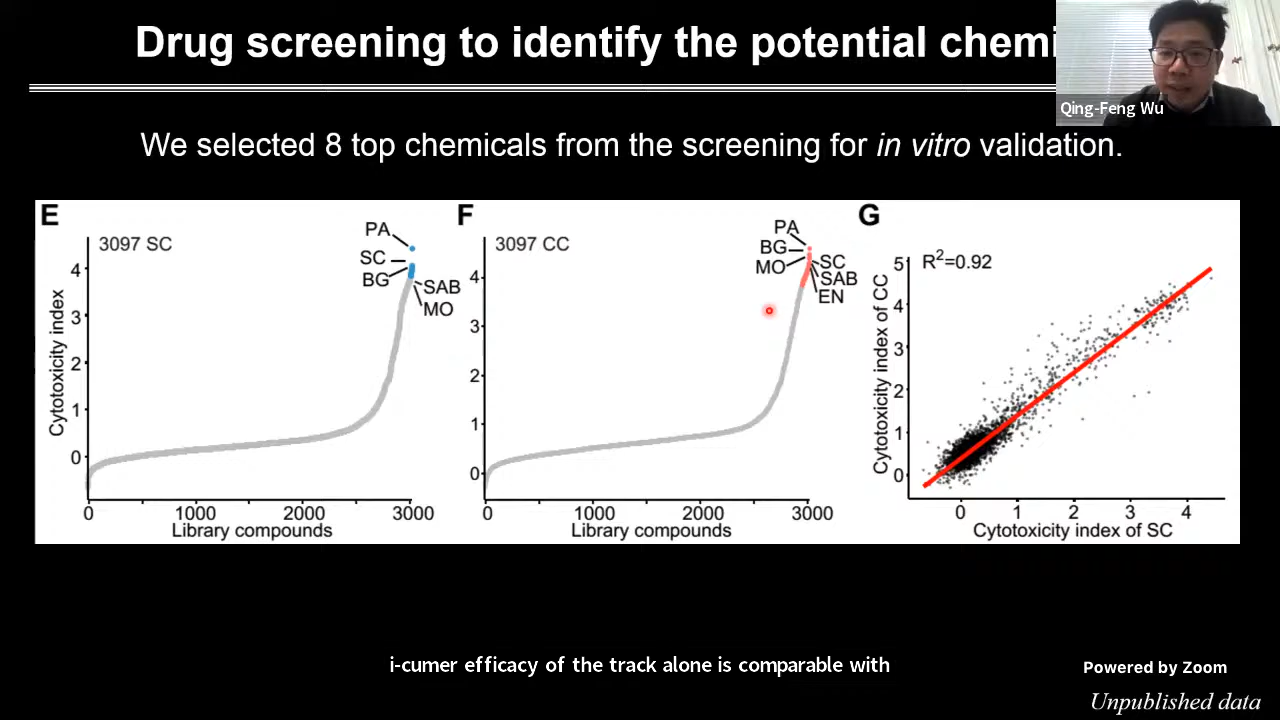 Drug screening to identify the potential chemi
Qing-Feng Wu
We selected 8 top chemicals from the screening for in vitro validation.
E
3097 SC
PA
SC
BG
SAB
MO
Cytotoxicity index
4
3
2
1
0
0
1000
2000
3000
Library compounds
F
3097 CC
PA
BG
MO
SC
SAB
EN
4
3
2
1
0
0
1000
2000
3000
Library compounds
G
R²=0.92
Cytotoxicity index of CC
5
4
3
2
1
0
0
1
2
3
4
Cytotoxicity index of SC
i-cumer efficacy of the track alone is comparable with
Powered by Zoom
Unpublished data